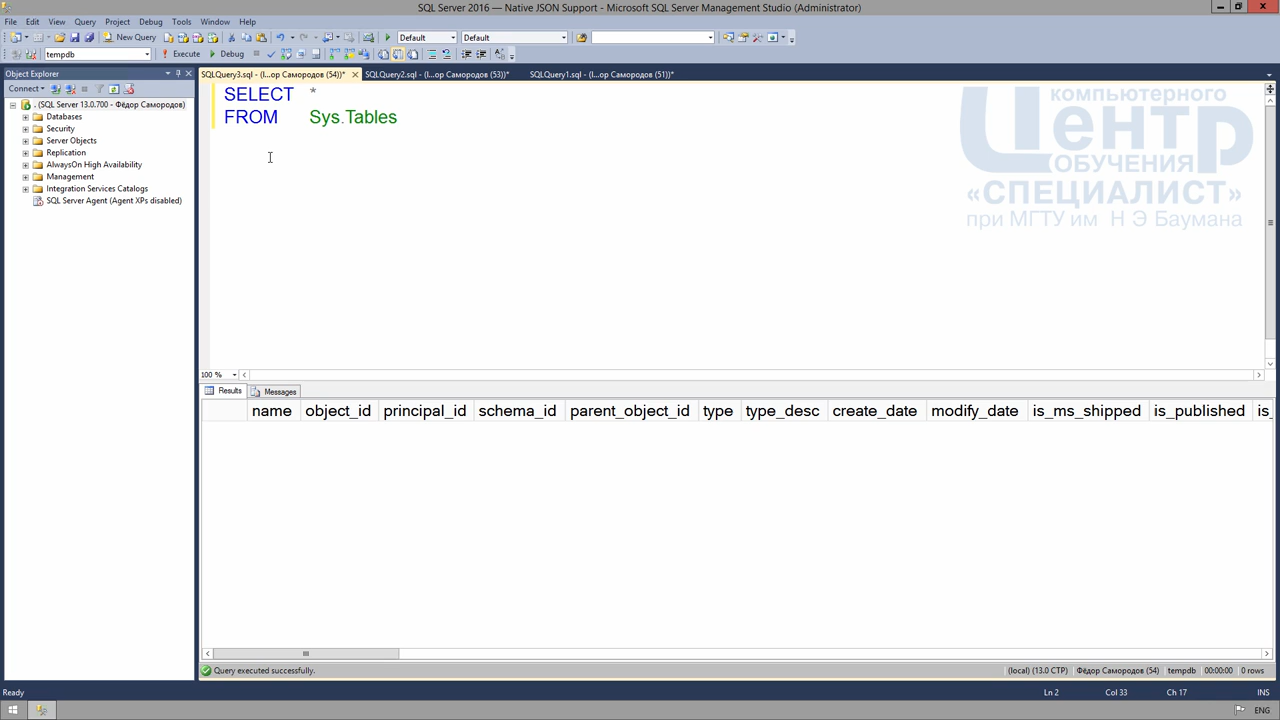 SQL Server 2016 — Native JSON Support - Microsoft SQL Server Management Studio (Administrator)
File Edit View Query Project Debug Tools Window Help
New Query Default Default
tempdb Execute Debug
Object Explorer
SQLQuery3.sql - (l...ор Самородов (54))* SQLQuery2.sql - (l...ор Самородов (53))* SQLQuery1.sql - (l...ор Самородов (51))*
Connect
. (SQL Server 13.0.700 - Фёдор Самородов)
Databases
Security
Server Objects
Replication
AlwaysOn High Availability
Management
Integration Services Catalogs
SQL Server Agent (Agent XPs disabled)
SELECT *
FROM Sys.Tables
компьютерного
Центр
ОБУЧЕНИЯ
«СПЕЦИАЛИСТ»
при МГТУ им Н Э Баумана
100 %
Results Messages
name object_id principal_id schema_id parent_object_id type type_desc create_date modify_date is_ms_shipped is_published is_
Query executed successfully. (local) (13.0 CTP) Фёдор Самородов (54) tempdb 00:00:00 0 rows
Ready Ln 2 Col 33 Ch 17 INS
ENG